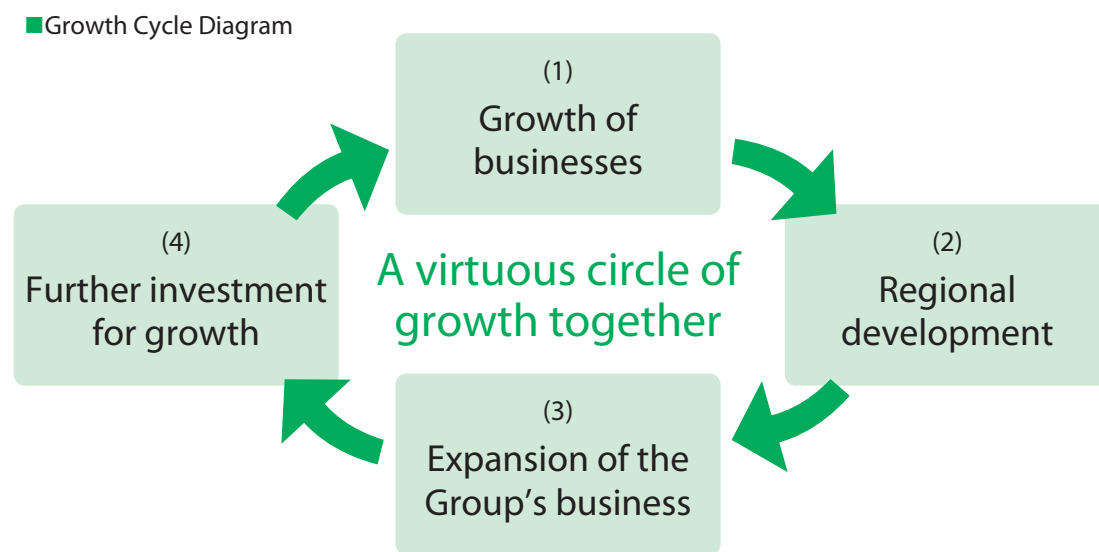 ■Growth Cycle Diagram
(1)
Growth of
businesses
(2)
Regional
development
(3)
Expansion of the
Group’s business
(4)
Further investment
for growth
A virtuous circle of
growth together